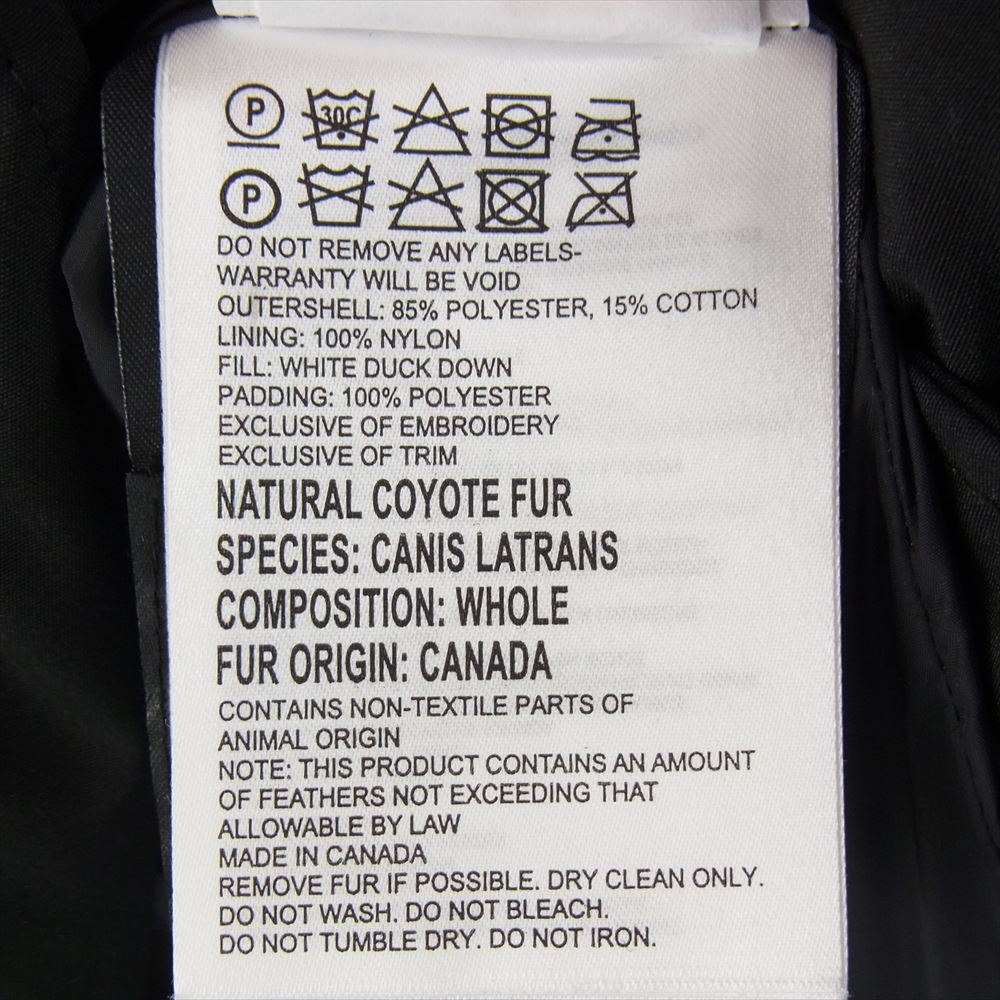 P 30C
P
DO NOT REMOVE ANY LABELS-
WARRANTY WILL BE VOID
OUTERSHELL: 85% POLYESTER, 15% COTTON
LINING: 100% NYLON
FILL: WHITE DUCK DOWN
PADDING: 100% POLYESTER
EXCLUSIVE OF EMBROIDERY
EXCLUSIVE OF TRIM
NATURAL COYOTE FUR
SPECIES: CANIS LATRANS
COMPOSITION: WHOLE
FUR ORIGIN: CANADA
CONTAINS NON-TEXTILE PARTS OF
ANIMAL ORIGIN
NOTE: THIS PRODUCT CONTAINS AN AMOUNT
OF FEATHERS NOT EXCEEDING THAT
ALLOWABLE BY LAW
MADE IN CANADA
REMOVE FUR IF POSSIBLE. DRY CLEAN ONLY.
DO NOT WASH. DO NOT BLEACH.
DO NOT TUMBLE DRY. DO NOT IRON.